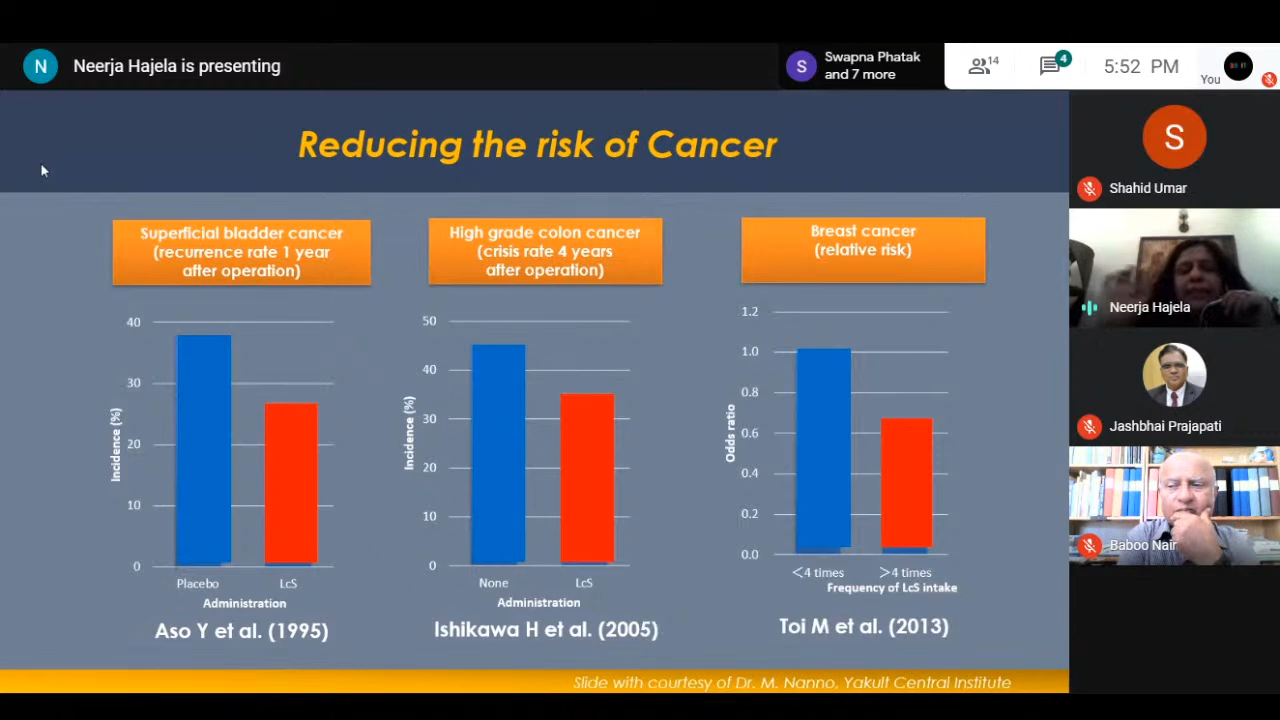 N
Neerja Hajela is presenting
S
Swapna Phatak
and 7 more
14
4
5:52 PM
You
Reducing the risk of Cancer
Superficial bladder cancer
(recurrence rate 1 year
after operation)
40
30
20
10
0
Incidence (%)
Placebo
LcS
Administration
Aso Y et al. (1995)
High grade colon cancer
(crisis rate 4 years
after operation)
50
40
30
20
10
0
Incidence (%)
None
LcS
Administration
Ishikawa H et al. (2005)
Breast cancer
(relative risk)
1.2
1.0
0.8
0.6
0.4
0.2
0.0
Odds ratio
<4 times
>4 times
Frequency of LcS intake
Toi M et al. (2013)
Slide with courtesy of Dr. M. Nanno, Yakult Central Institute
S
Shahid Umar
Neerja Hajela
Jashbhai Prajapati
Baboo Nair